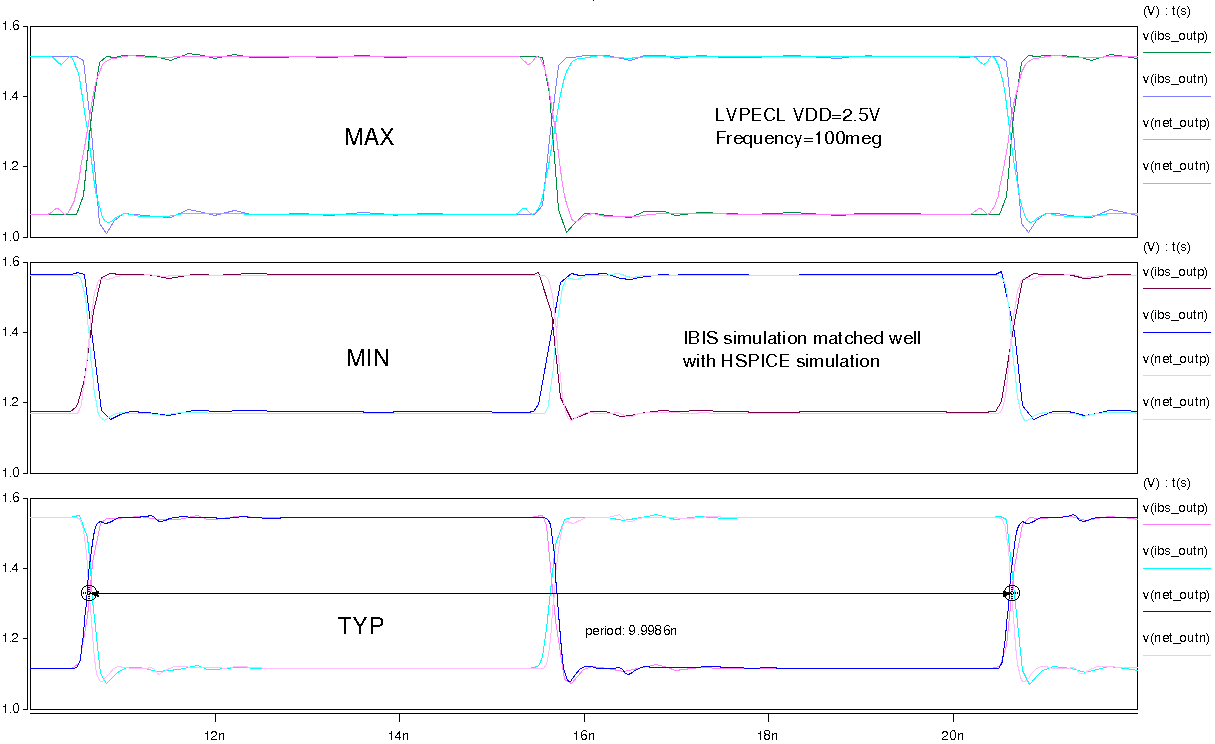 (V) : t(s)
1.6
v(ibs_outp)
v(ibs_outn)
1.4
LVPECL VDD=2.5V
MAX
Frequency=100meg
v(net_outp)
1.2
v(net_outn)
1.0
(V) : t(s)
1.6
v(ibs_outp)
v(ibs_outn)
1.4
IBIS simulation matched well
MIN
with HSPICE simulation
v(net_outp)
1.2
v(net_outn)
1.0
(V) : t(s)
1.6
v(ibs_outp)
v(ibs_outn)
1.4
v(net_outp)
TYP
period: 9.9986n
1.2
v(net_outn)
1.0
12n 14n 16n 18n 20n